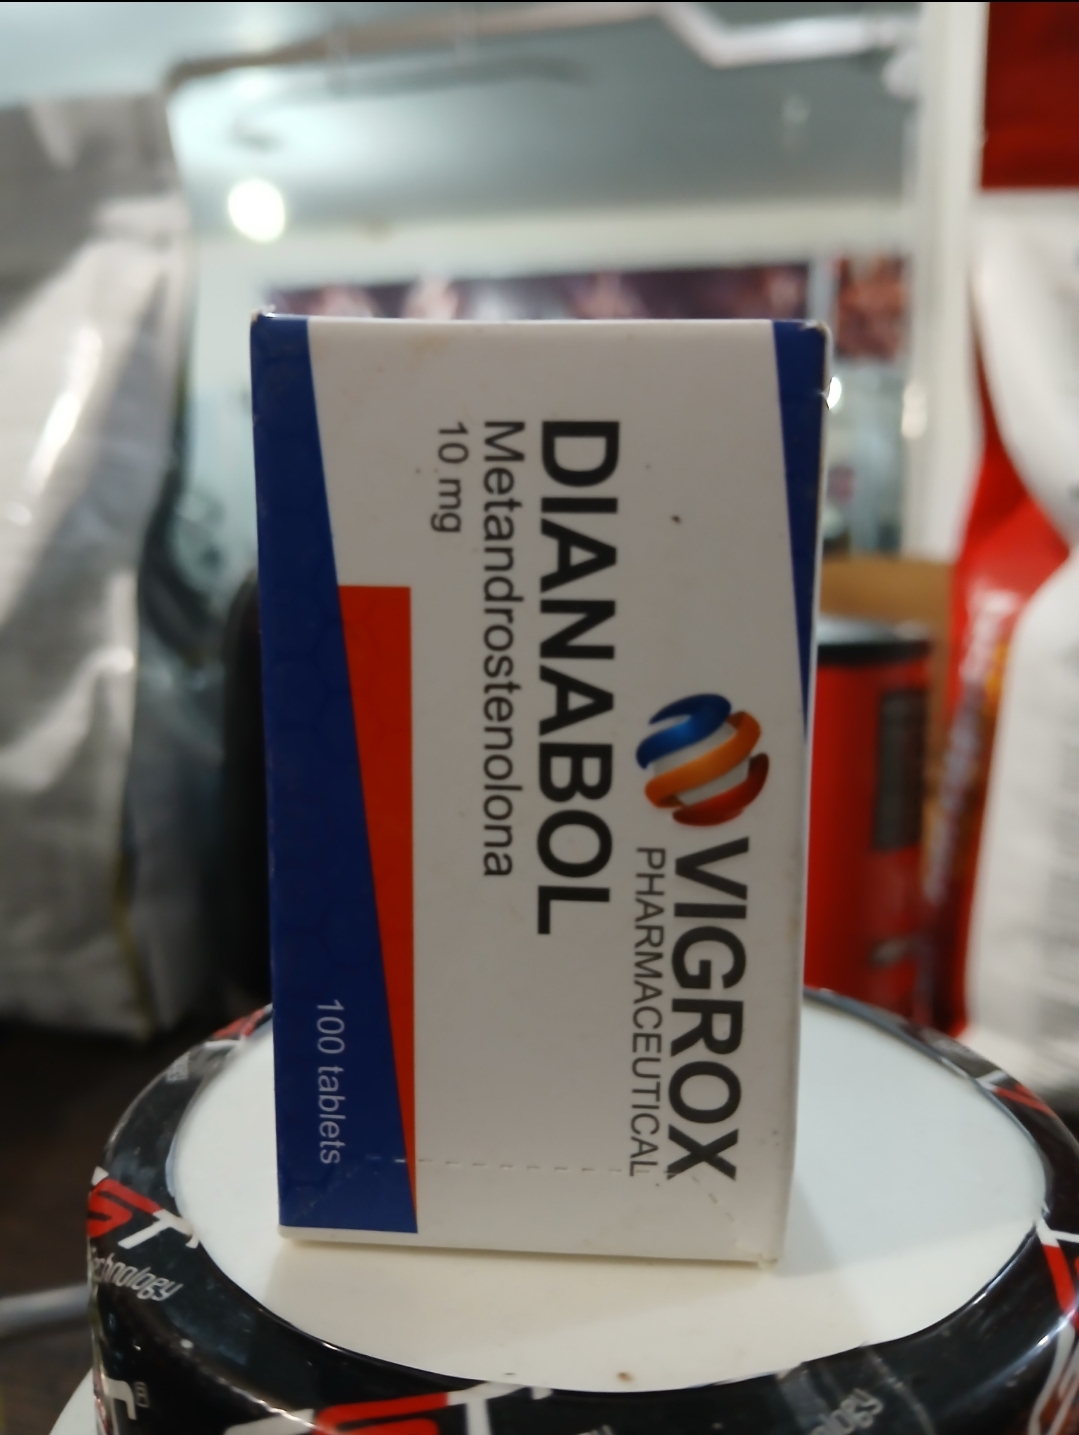 VIGROX
PHARMACEUTICAL
DIANABOL
Metandrostenolona
10 mg
100 tablets